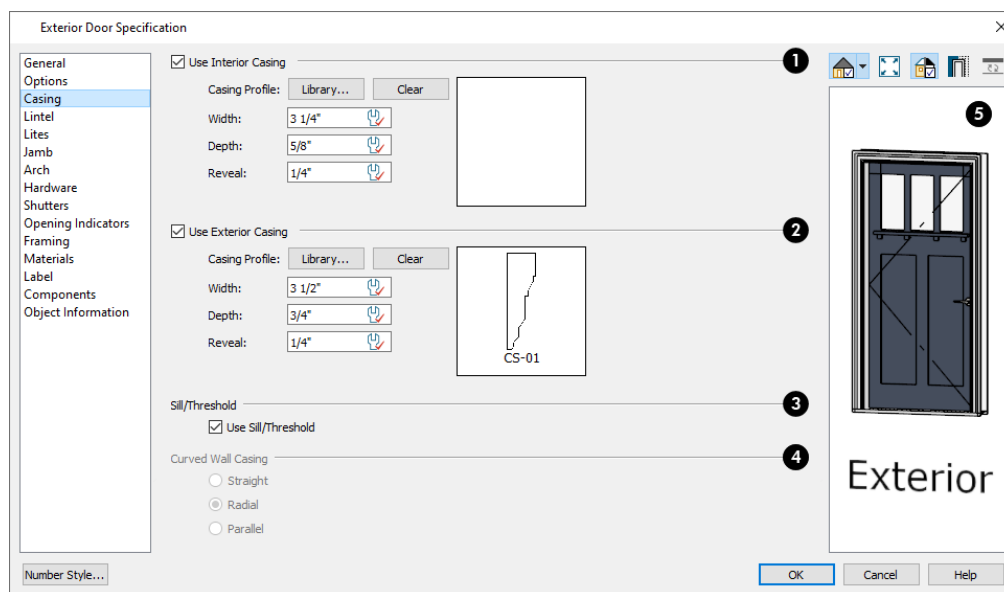 Exterior Door Specification
General
Options
Casing
Lintel
Lites
Jamb
Arch
Hardware
Shutters
Opening Indicators
Framing
Materials
Label
Components
Object Information
Use Interior Casing 1
Casing Profile: Library... Clear
Width: 3 1/4"
Depth: 5/8"
Reveal: 1/4"
Use Exterior Casing 2
Casing Profile: Library... Clear
Width: 3 1/2"
Depth: 3/4"
Reveal: 1/4"
CS-01
Sill/Threshold 3
Use Sill/Threshold
Curved Wall Casing 4
Straight
Radial
Parallel
5
Exterior
Number Style... OK Cancel Help